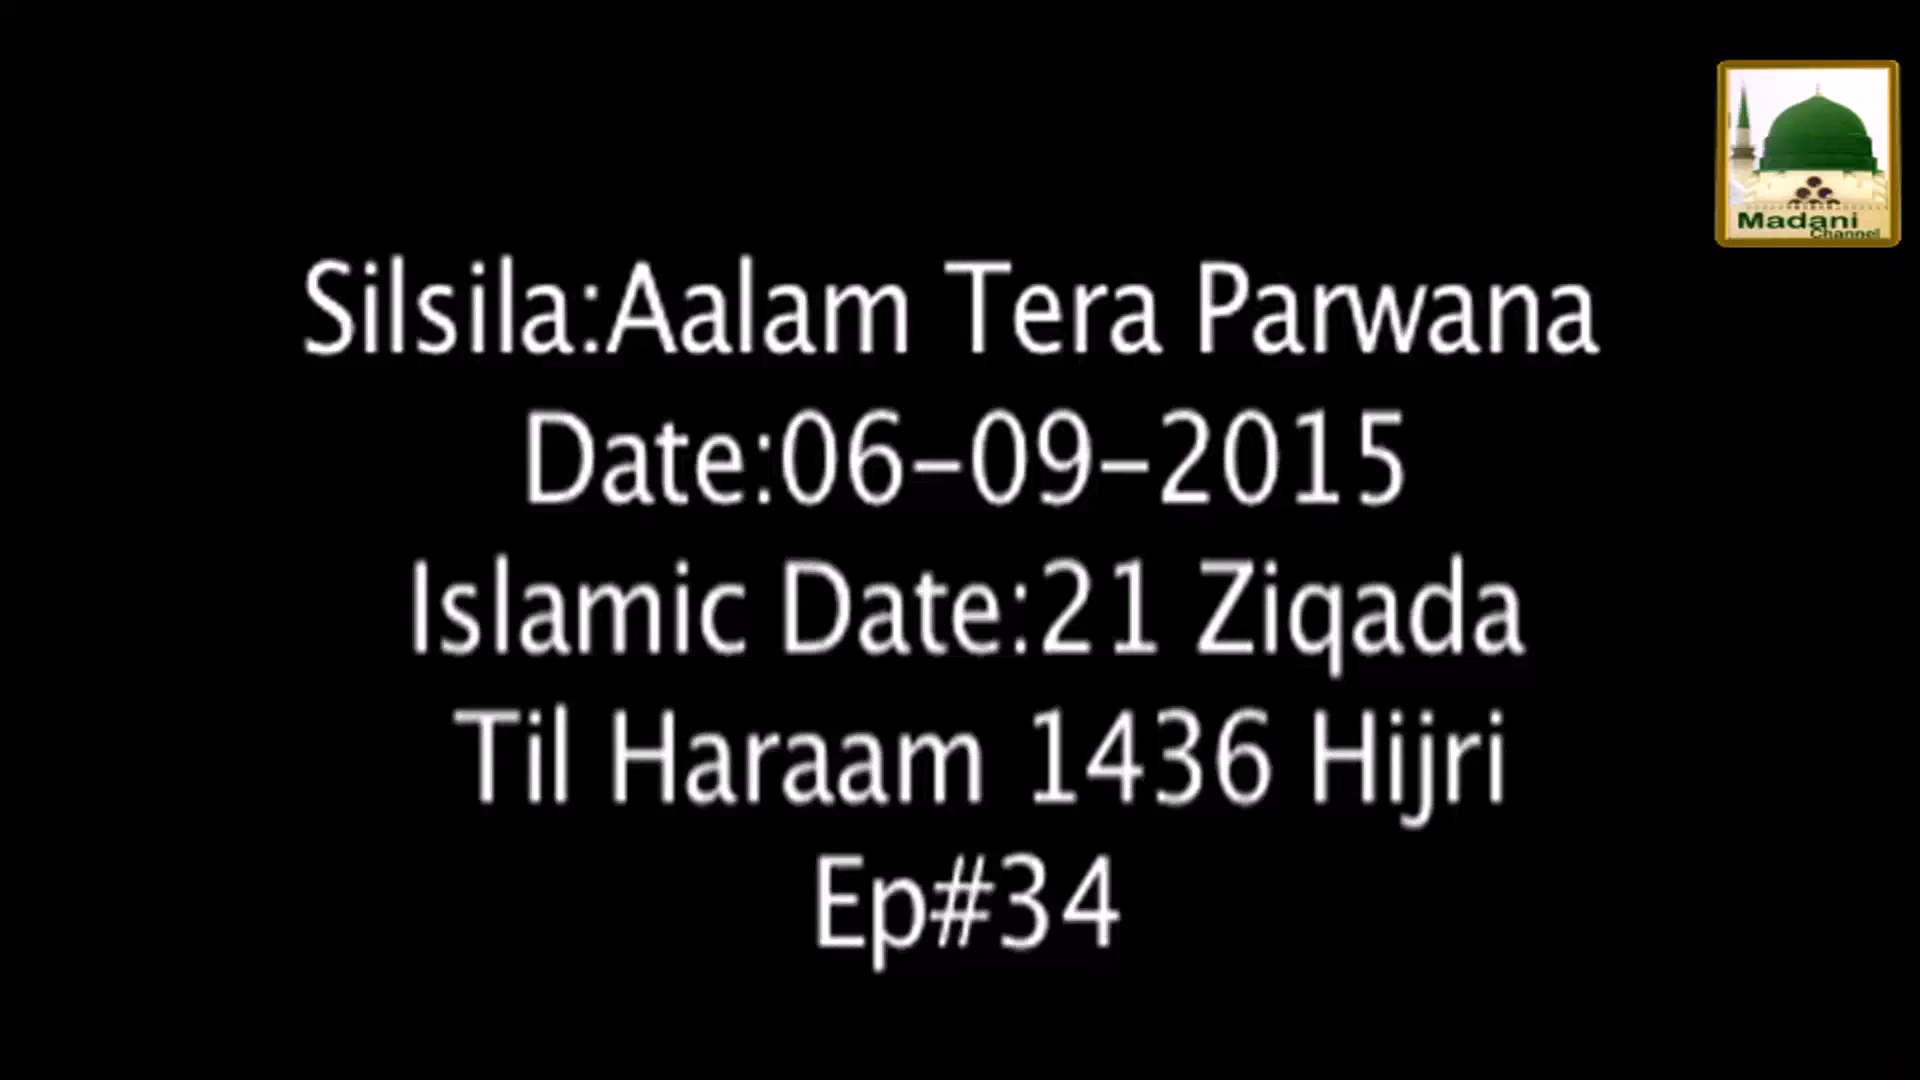 Madani
Channel
Silsila:Aalam Tera Parwana
Date:06-09-2015
Islamic Date:21 Ziqada
Til Haraam 1436 Hijri
Ep#34